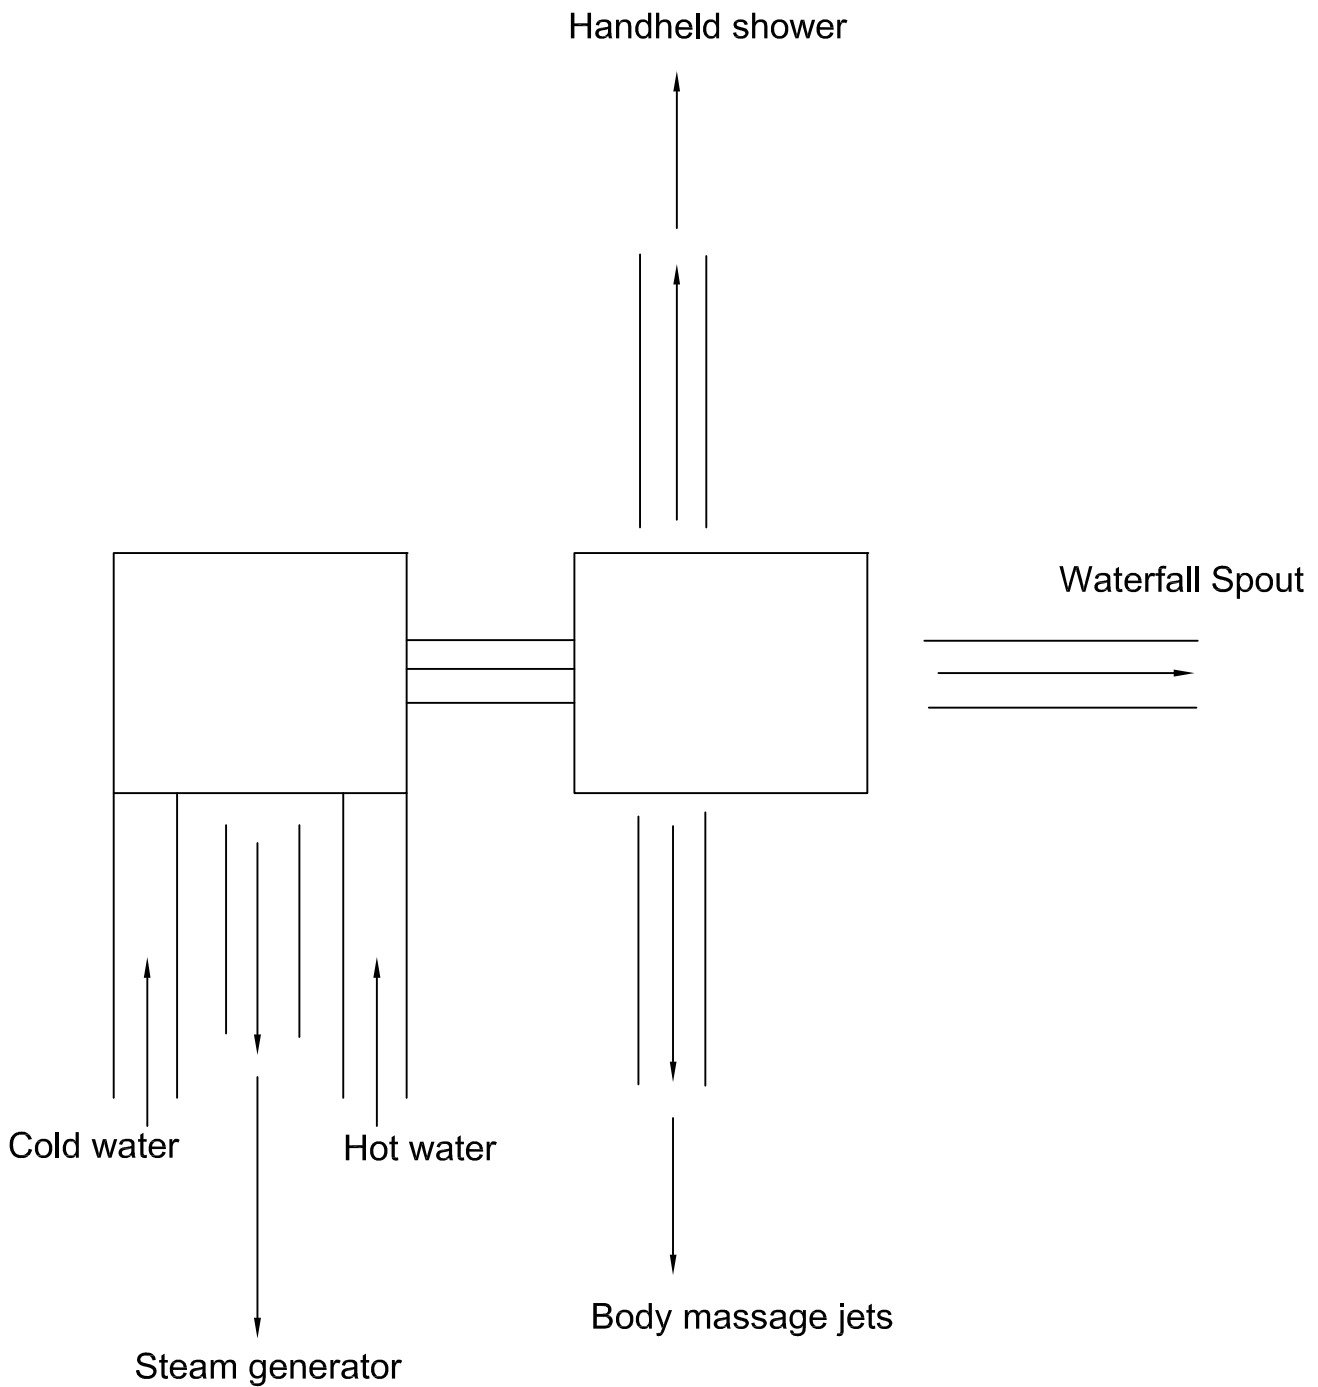 Handheld shower
Waterfall Spout
Cold water
Hot water
Body massage jets
Steam generator